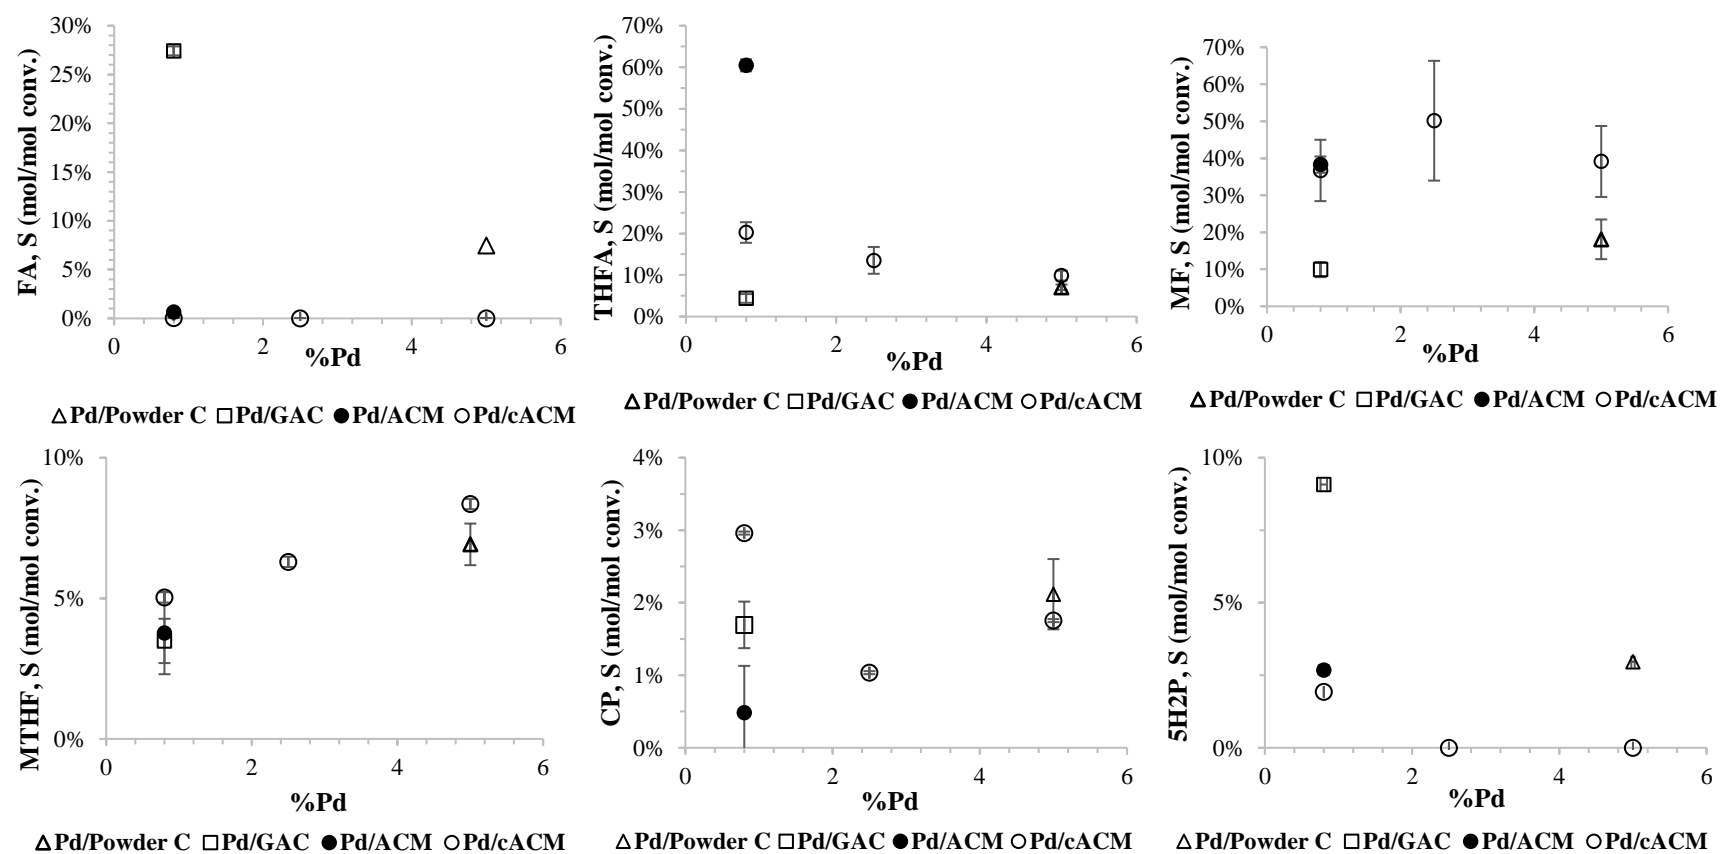 FA, S (mol/mol conv.)
30%
25%
20%
15%
10%
5%
0%
0 2 4 6
%Pd
Pd/Powder C Pd/GAC Pd/ACM Pd/cACM
THFA, S (mol/mol conv.)
70%
60%
50%
40%
30%
20%
10%
0%
0 2 4 6
%Pd
Pd/Powder C Pd/GAC Pd/ACM Pd/cACM
MF, S (mol/mol conv.)
70%
60%
50%
40%
30%
20%
10%
0%
0 2 4 6
%Pd
Pd/Powder C Pd/GAC Pd/ACM Pd/cACM
MTHF, S (mol/mol conv.)
10%
5%
0%
0 2 4 6
%Pd
Pd/Powder C Pd/GAC Pd/ACM Pd/cACM
CP, S (mol/mol conv.)
4%
3%
2%
1%
0%
0 2 4 6
%Pd
Pd/Powder C Pd/GAC Pd/ACM Pd/cACM
5H2P, S (mol/mol conv.)
10%
5%
0%
0 2 4 6
%Pd
Pd/Powder C Pd/GAC Pd/ACM Pd/cACM